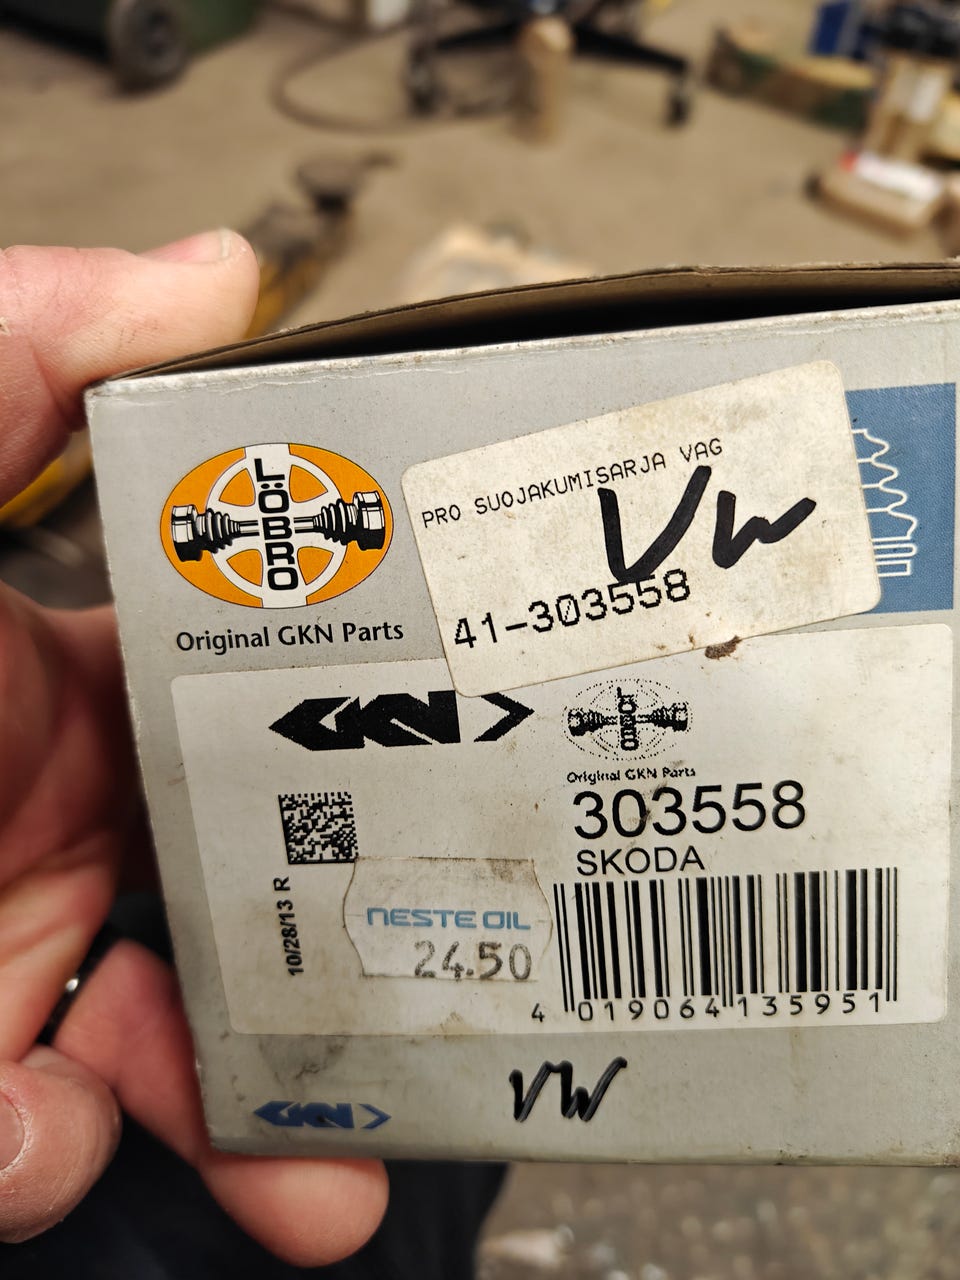 LÖBRO
Original GKN Parts
PRO SUOJAKUMISARJA VAG
VW
41-303558
GKN
LÖBRO
Original GKN Parts
303558
SKODA
10/28/13 R
NESTE OIL
24.50
4 019064 135951
VW
GKN